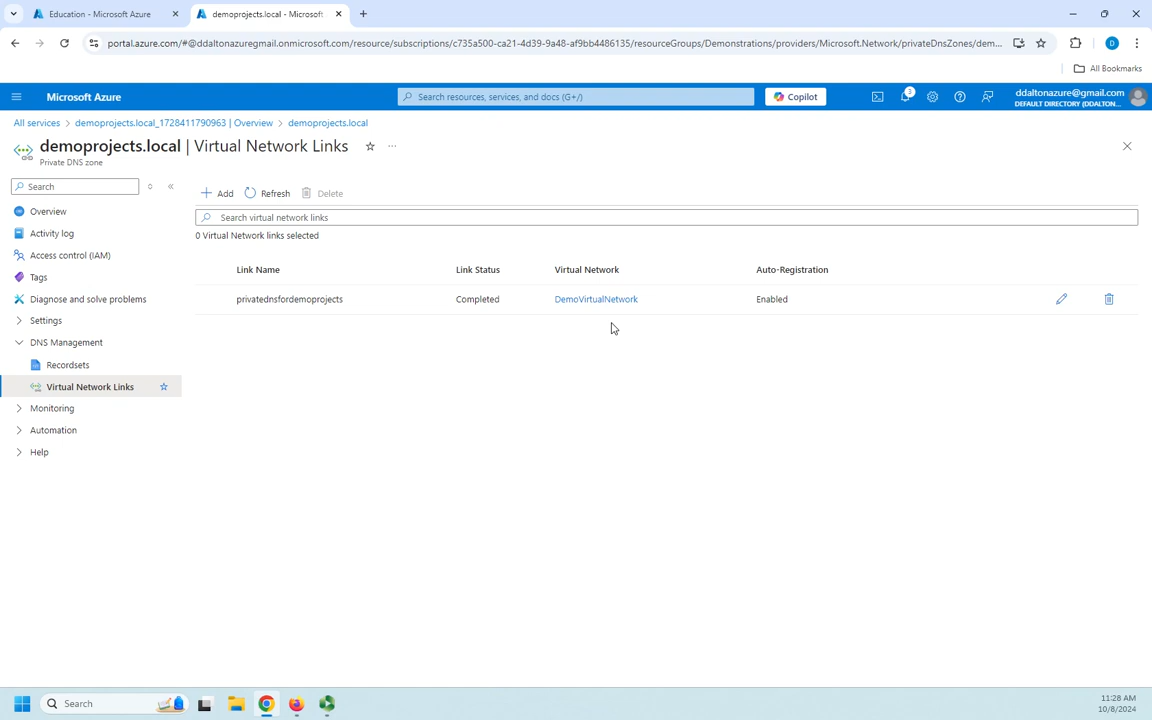 Education - Microsoft Azure
demoprojects.local - Microsoft
portal.azure.com/#@ddaltonazuregmail.onmicrosoft.com/resource/subscriptions/c735a500-ca21-4d39-9a48-af9bb4486135/resourceGroups/Demonstrations/providers/Microsoft.Network/privateDnsZones/dem...
D
All Bookmarks
Microsoft Azure
Search resources, services, and docs (G+/)
Copilot
3
ddaltonazure@gmail.com
DEFAULT DIRECTORY (DDALTON...
All services > demoprojects.local_1728411790963 | Overview > demoprojects.local
demoprojects.local | Virtual Network Links
Private DNS zone
Search
Add
Refresh
Delete
Search virtual network links
0 Virtual Network links selected
Overview
Activity log
Access control (IAM)
Tags
Diagnose and solve problems
Settings
DNS Management
Recordsets
Virtual Network Links
Monitoring
Automation
Help
Link Name Link Status Virtual Network Auto-Registration
privatednsfordemoprojects Completed DemoVirtualNetwork Enabled
Search
11:28 AM
10/8/2024